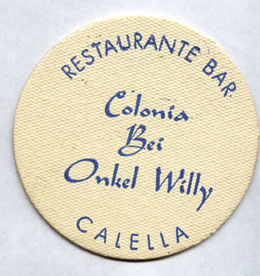 RESTAURANTE BAR
Colonia
Bei
Onkel Willy
CALELLA